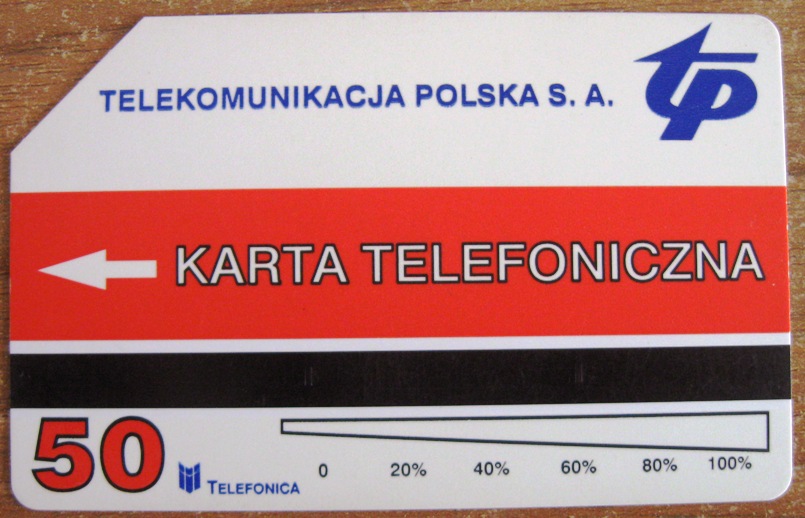 TELEKOMUNIKACJA POLSKA S. A.
TP
KARTA TELEFONICZNA
50
TELEFONICA
0 20% 40% 60% 80% 100%